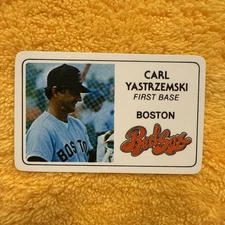 CARL
YASTRZEMSKI
FIRST BASE
BOSTON
Red Sox
BOSTON